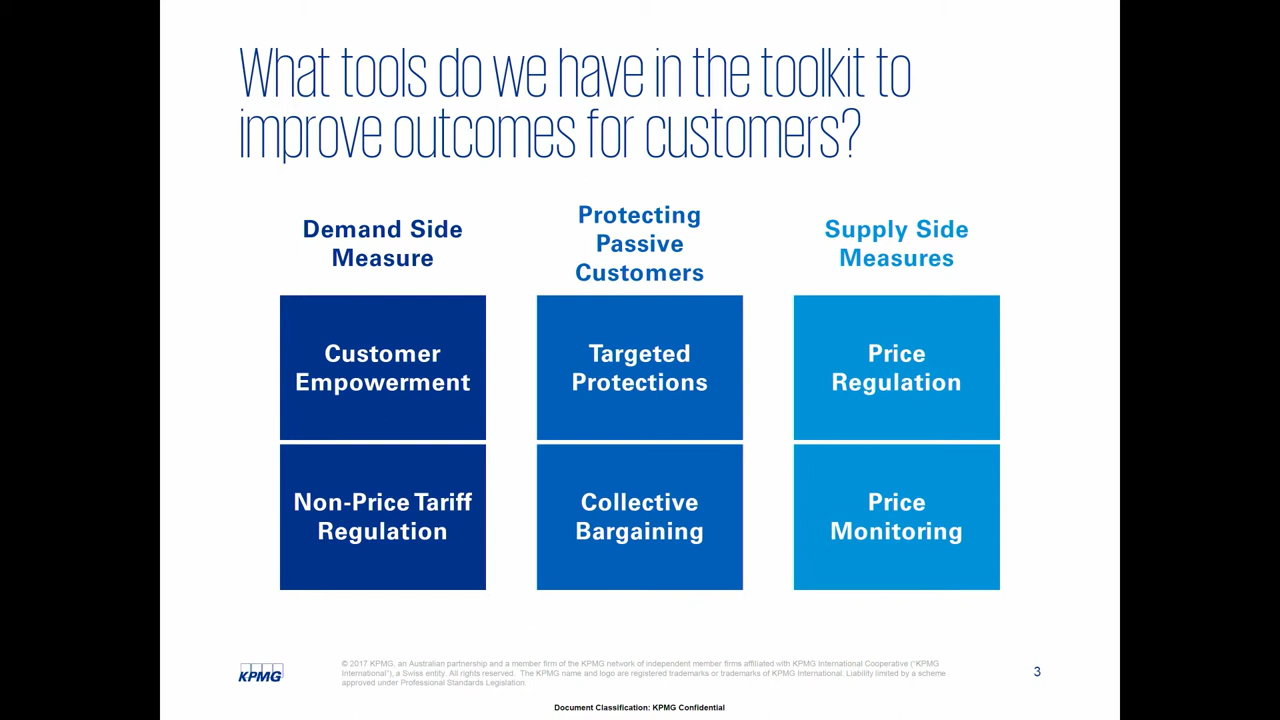 What tools do we have in the toolkit to
improve outcomes for customers?
Demand Side
Measure
Protecting
Passive
Customers
Supply Side
Measures
Customer
Empowerment
Targeted
Protections
Price
Regulation
Non-Price Tariff
Regulation
Collective
Bargaining
Price
Monitoring
KPMG
© 2017 KPMG, an Australian partnership and a member firm of the KPMG network of independent member firms affiliated with KPMG International Cooperative (“KPMG
International”), a Swiss entity. All rights reserved. The KPMG name and logo are registered trademarks or trademarks of KPMG International. Liability limited by a scheme
approved under Professional Standards Legislation.
3
Document Classification: KPMG Confidential